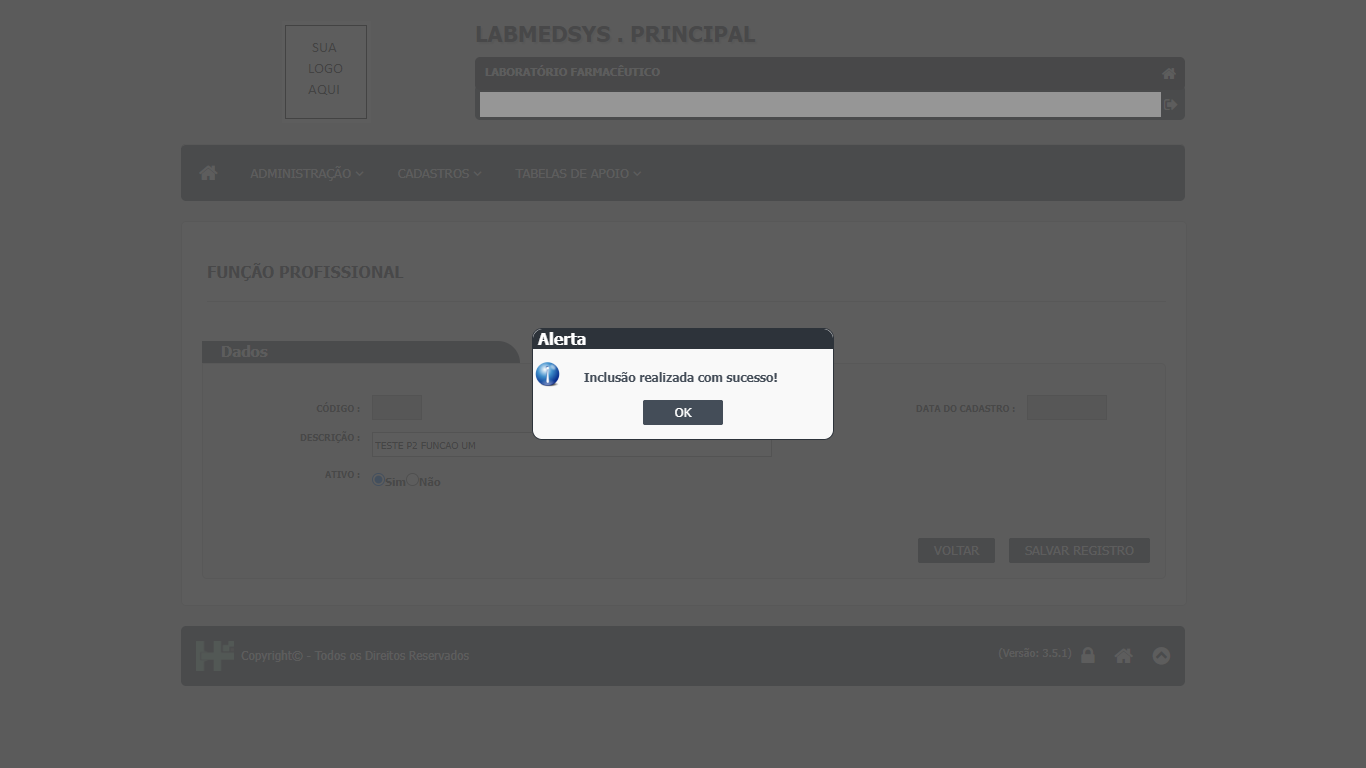 SUA
LOGO
AQUI
LABMEDSYS . PRINCIPAL
LABORATÓRIO FARMACÊUTICO
ADMINISTRAÇÃO
CADASTROS
TABELAS DE APOIO
FUNÇÃO PROFISSIONAL
Alerta
Inclusão realizada com sucesso!
OK
Dados
CÓDIGO :
DATA DO CADASTRO :
DESCRIÇÃO :
TESTE P2 FUNCAO UM
ATIVO :
Sim Não
VOLTAR
SALVAR REGISTRO
Copyright© - Todos os Direitos Reservados
(Versão: 3.5.1)